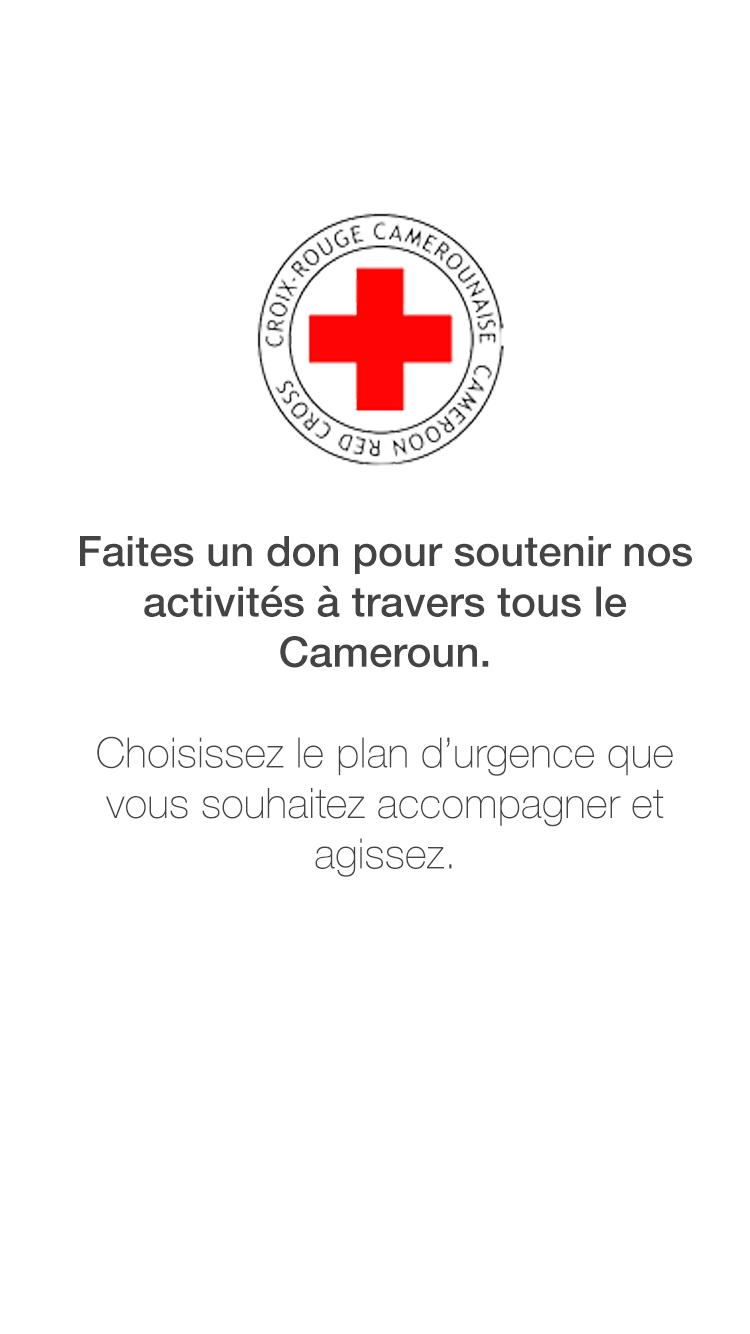 CROIX-ROUGE CAMEROUNAISE
CAMEROON RED CROSS
Faites un don pour soutenir nos
activités à travers tous le
Cameroun.
Choisissez le plan d’urgence que
vous souhaitez accompagner et
agissez.